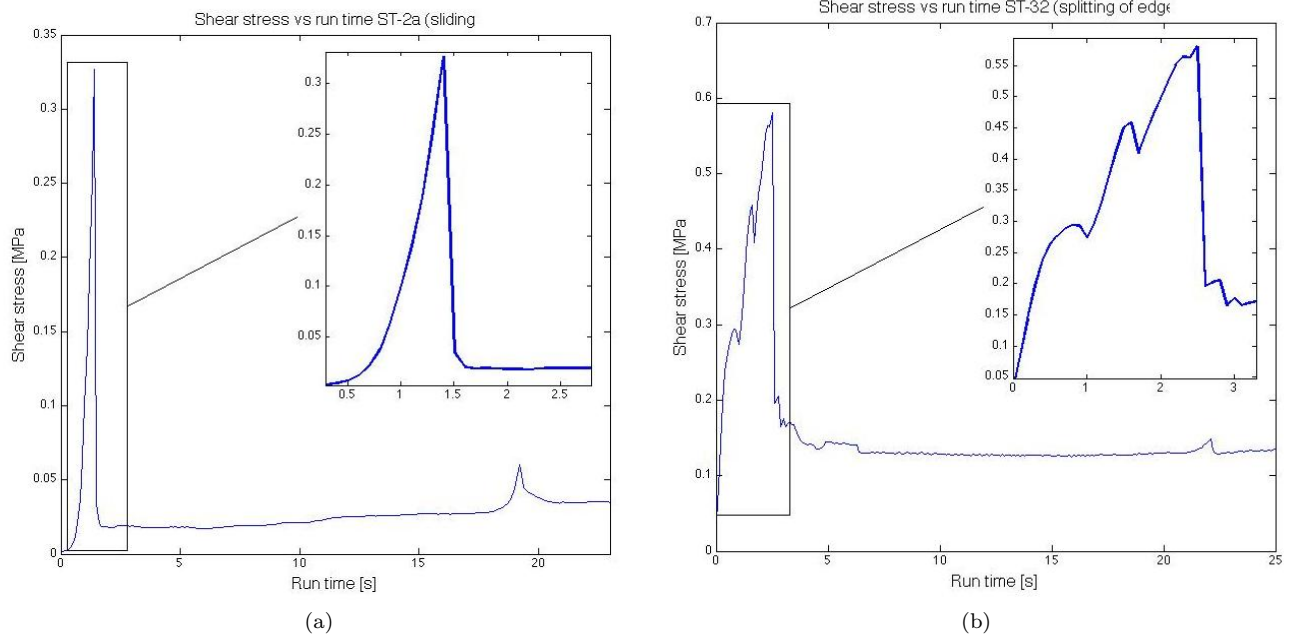 Shear stress vs run time ST-2a (sliding
0.35
0.3
0.25
0.2
0.15
0.1
0.05
0
0 5 10 15 20
Shear stress [MPa]
Run time [s]
0.3
0.25
0.2
0.15
0.1
0.05
0.5 1 1.5 2 2.5
(a)
Shear stress vs run time ST-32 (splitting of edge
0.7
0.6
0.5
0.4
0.3
0.2
0.1
0
0 5 10 15 20 25
Shear stress [MPa]
Run time [s]
0.55
0.5
0.45
0.4
0.35
0.3
0.25
0.2
0.15
0.1
0.05
0 1 2 3
(b)